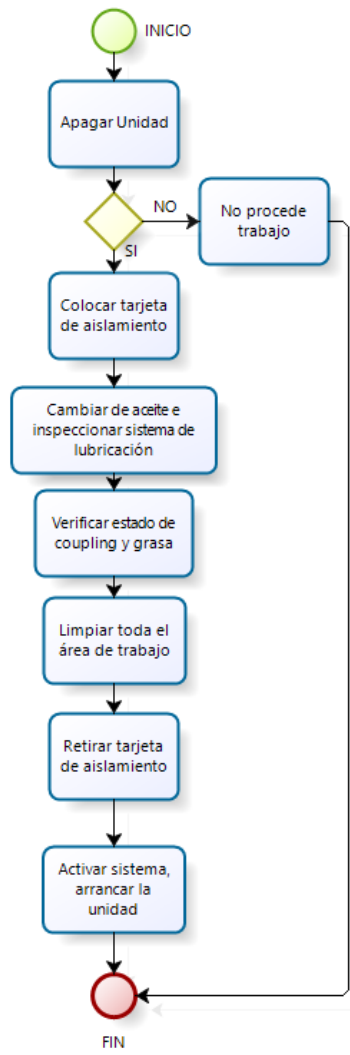 INICIO
Apagar Unidad
NO
No procede
trabajo
SI
Colocar tarjeta
de aislamiento
Cambiar de aceite e
inspeccionar sistema de
lubricación
Verificar estado de
coupling y grasa
Limpiar toda el
área de trabajo
Retirar tarjeta
de aislamiento
Activar sistema,
arrancar la
unidad
FIN